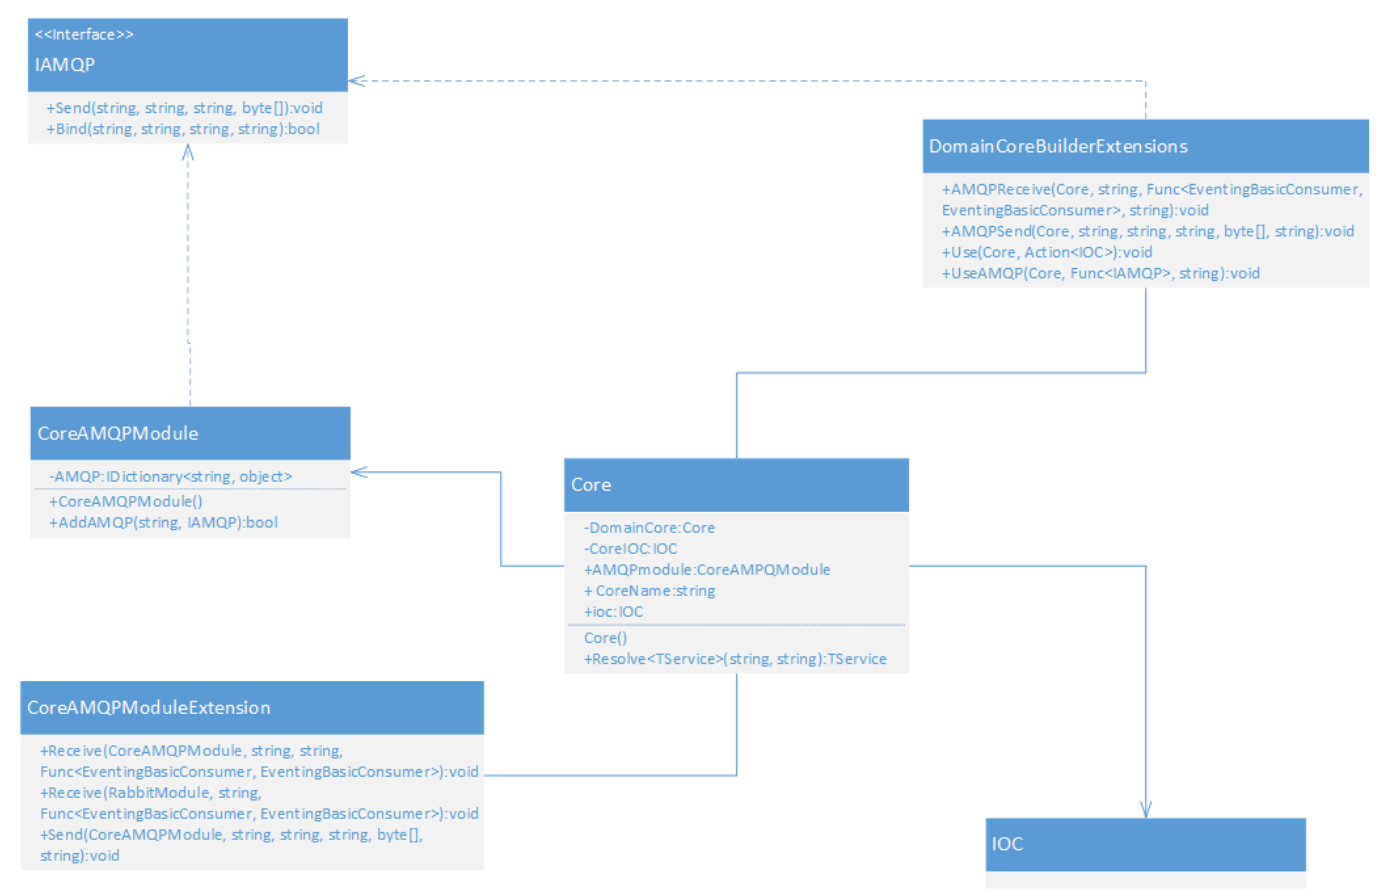 <<Interface>>
IAMQP
+Send(string, string, string, byte[]):void
+Bind(string, string, string, string):bool
DomainCoreBuilderExtensions
+AMQPReceive(Core, string, Func<EventingBasicConsumer,
EventingBasicConsumer>, string):void
+AMQPSend(Core, string, string, string, byte[], string):void
+Use(Core, Action<IOC>):void
+UseAMQP(Core, Func<IAMQP>, string):void
CoreAMQPModule
-AMQP:IDictionary<string, object>
+CoreAMQPModule()
+AddAMQP(string, IAMQP):bool
Core
-DomainCore:Core
-CoreIOC:IOC
+AMQPmodule:CoreAMPQModule
+ CoreName:string
+ioc:IOC
Core()
+Resolve<TService>(string, string):TService
CoreAMQPModuleExtension
+Receive(CoreAMQPModule, string, string,
Func<EventingBasicConsumer, EventingBasicConsumer>):void
+Receive(RabbitModule, string,
Func<EventingBasicConsumer, EventingBasicConsumer>):void
+Send(CoreAMQPModule, string, string, string, byte[],
string):void
IOC